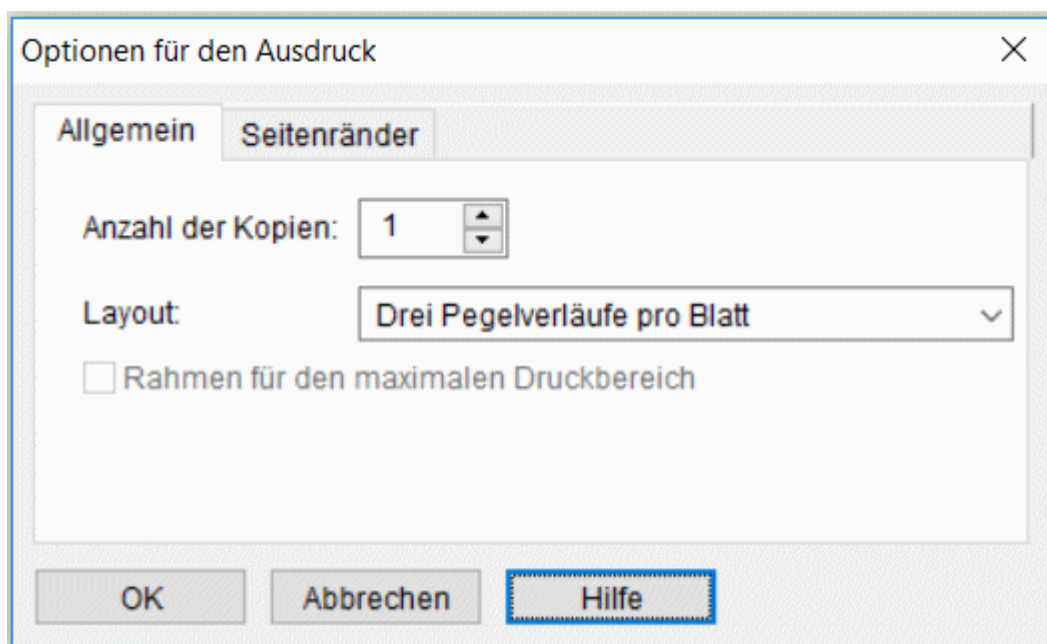 Optionen für den Ausdruck
Allgemein Seitenränder
Anzahl der Kopien: 1
Layout: Drei Pegelverläufe pro Blatt
Rahmen für den maximalen Druckbereich
OK Abbrechen Hilfe